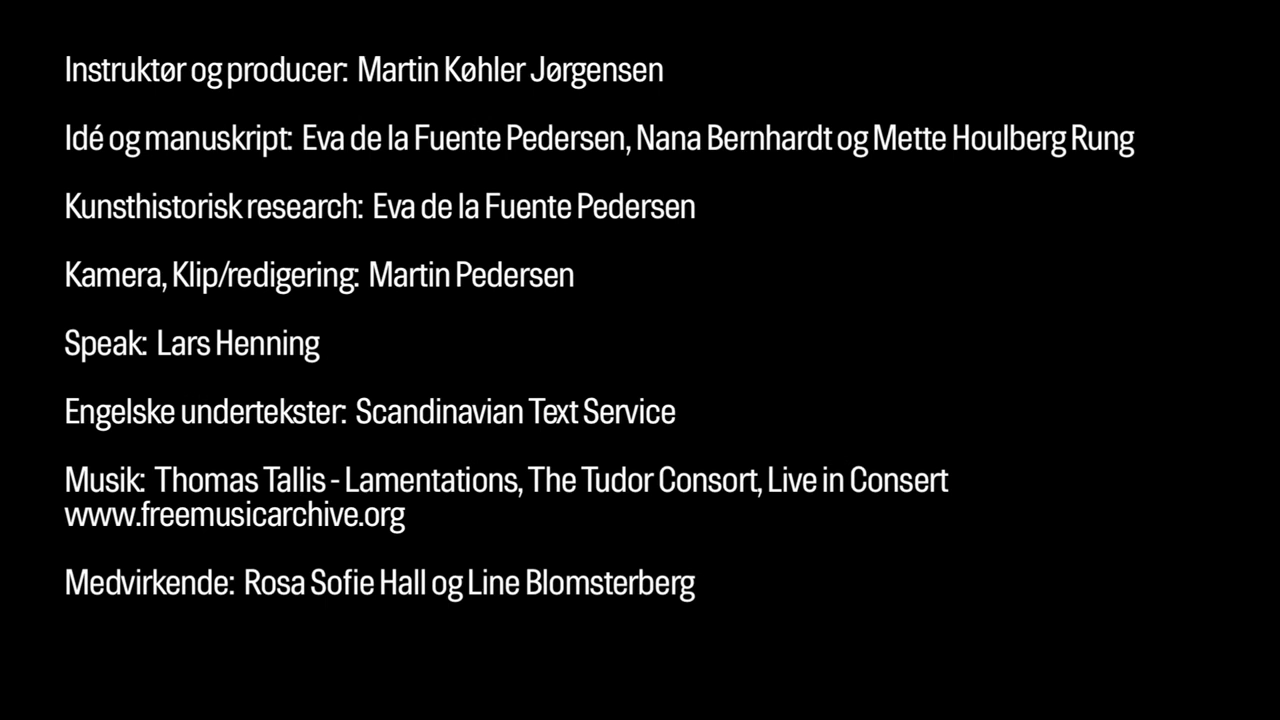 Instruktør og producer: Martin Køhler Jørgensen
Idé og manuskript: Eva de la Fuente Pedersen, Nana Bernhardt og Mette Houlberg Rung
Kunsthistorisk research: Eva de la Fuente Pedersen
Kamera, Klip/redigering: Martin Pedersen
Speak: Lars Henning
Engelske undertekster: Scandinavian Text Service
Musik: Thomas Tallis - Lamentations, The Tudor Consort, Live in Consert
www.freemusicarchive.org
Medvirkende: Rosa Sofie Hall og Line Blomsterberg